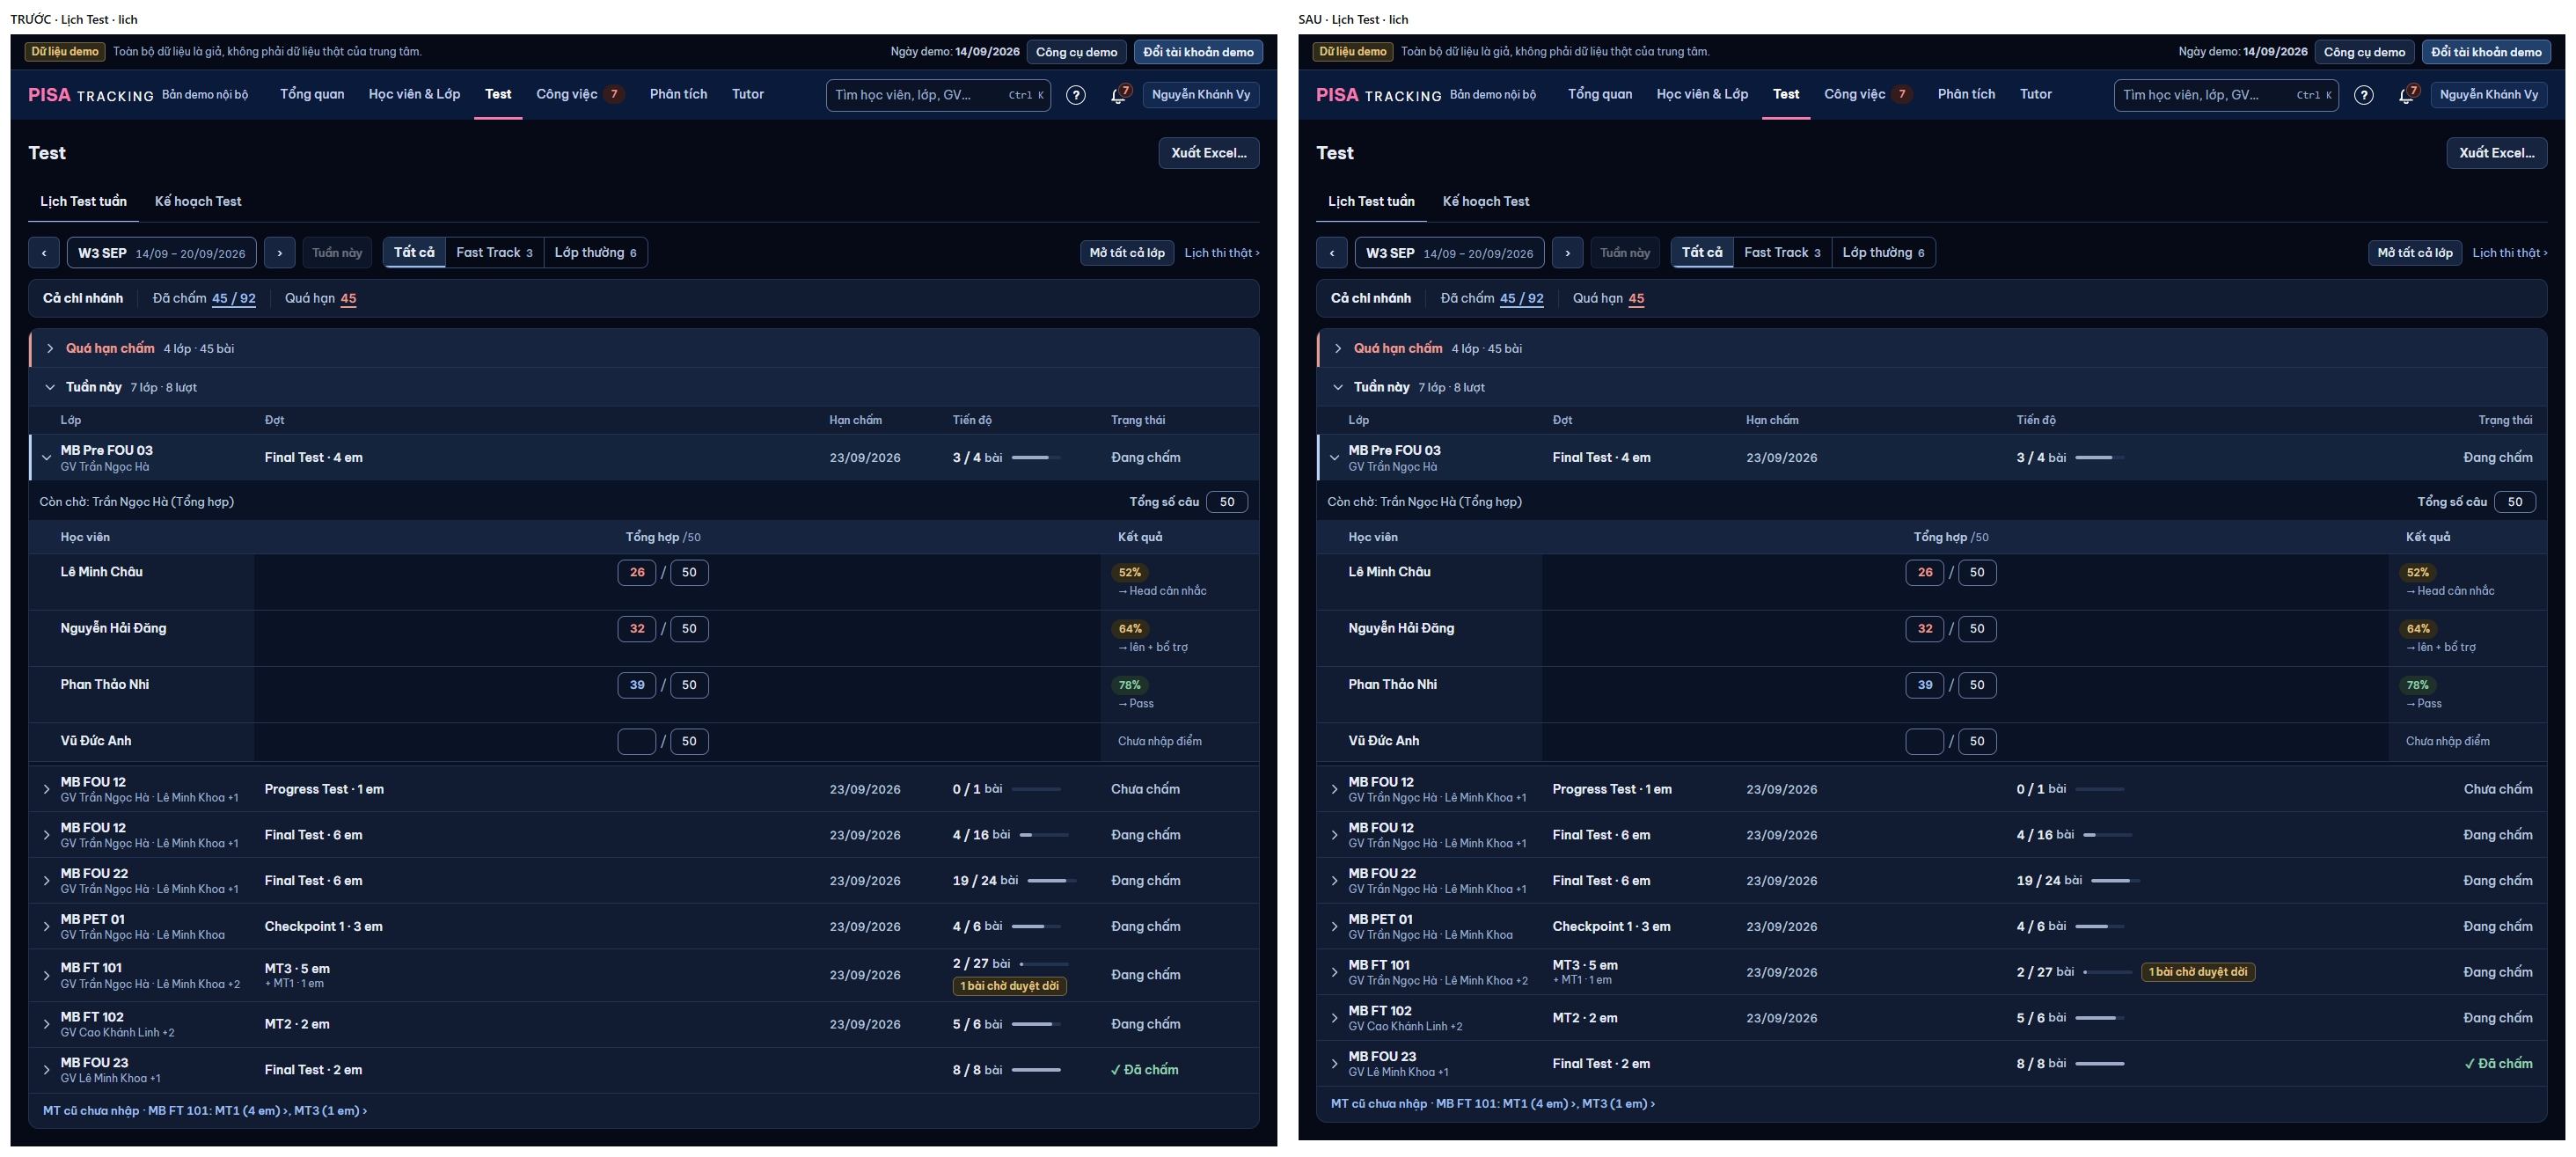 TRƯỚC · Lịch Test · lich
Dữ liệu demo Toàn bộ dữ liệu là giả, không phải dữ liệu thật của trung tâm. Ngày demo: 14/09/2026 Công cụ demo Đổi tài khoản demo
PISA TRACKING Bản demo nội bộ Tổng quan Học viên & Lớp Test Công việc 7 Phân tích Tutor Tìm học viên, lớp, GV... Ctrl K ? 7 Nguyễn Khánh Vy
Test Xuất Excel...
Lịch Test tuần Kế hoạch Test
‹ W3 SEP 14/09 – 20/09/2026 › Tuần này Tất cả Fast Track 3 Lớp thường 6 Mở tất cả lớp Lịch thi thật ›
Cả chi nhánh Đã chấm 45 / 92 Quá hạn 45
Quá hạn chấm 4 lớp · 45 bài
Tuần này 7 lớp · 8 lượt
Lớp Đợt Hạn chấm Tiến độ Trạng thái
MB Pre FOU 03
GV Trần Ngọc Hà
Final Test · 4 em 23/09/2026 3 / 4 bài Đang chấm
Còn chờ: Trần Ngọc Hà (Tổng hợp) Tổng số câu 50
Học viên Tổng hợp /50 Kết quả
Lê Minh Châu 26 / 50 52%
→ Head cân nhắc
Nguyễn Hải Đăng 32 / 50 64%
→ lên + bổ trợ
Phan Thảo Nhi 39 / 50 78%
→ Pass
Vũ Đức Anh / 50 Chưa nhập điểm
MB FOU 12
GV Trần Ngọc Hà · Lê Minh Khoa +1
Progress Test · 1 em 23/09/2026 0 / 1 bài Chưa chấm
MB FOU 12
GV Trần Ngọc Hà · Lê Minh Khoa +1
Final Test · 6 em 23/09/2026 4 / 16 bài Đang chấm
MB FOU 22
GV Trần Ngọc Hà · Lê Minh Khoa +1
Final Test · 6 em 23/09/2026 19 / 24 bài Đang chấm
MB PET 01
GV Trần Ngọc Hà · Lê Minh Khoa
Checkpoint 1 · 3 em 23/09/2026 4 / 6 bài Đang chấm
MB FT 101
GV Trần Ngọc Hà · Lê Minh Khoa +2
MT3 · 5 em
+ MT1 · 1 em
23/09/2026 2 / 27 bài
1 bài chờ duyệt dời
Đang chấm
MB FT 102
GV Cao Khánh Linh +2
MT2 · 2 em 23/09/2026 5 / 6 bài Đang chấm
MB FOU 23
GV Lê Minh Khoa +1
Final Test · 2 em 8 / 8 bài ✓ Đã chấm
MT cũ chưa nhập · MB FT 101: MT1 (4 em) ›, MT3 (1 em) ›
SAU · Lịch Test · lich
Dữ liệu demo Toàn bộ dữ liệu là giả, không phải dữ liệu thật của trung tâm. Ngày demo: 14/09/2026 Công cụ demo Đổi tài khoản demo
PISA TRACKING Bản demo nội bộ Tổng quan Học viên & Lớp Test Công việc 7 Phân tích Tutor Tìm học viên, lớp, GV... Ctrl K ? 7 Nguyễn Khánh Vy
Test Xuất Excel...
Lịch Test tuần Kế hoạch Test
‹ W3 SEP 14/09 – 20/09/2026 › Tuần này Tất cả Fast Track 3 Lớp thường 6 Mở tất cả lớp Lịch thi thật ›
Cả chi nhánh Đã chấm 45 / 92 Quá hạn 45
Quá hạn chấm 4 lớp · 45 bài
Tuần này 7 lớp · 8 lượt
Lớp Đợt Hạn chấm Tiến độ Trạng thái
MB Pre FOU 03
GV Trần Ngọc Hà
Final Test · 4 em 23/09/2026 3 / 4 bài Đang chấm
Còn chờ: Trần Ngọc Hà (Tổng hợp) Tổng số câu 50
Học viên Tổng hợp /50 Kết quả
Lê Minh Châu 26 / 50 52%
→ Head cân nhắc
Nguyễn Hải Đăng 32 / 50 64%
→ lên + bổ trợ
Phan Thảo Nhi 39 / 50 78%
→ Pass
Vũ Đức Anh / 50 Chưa nhập điểm
MB FOU 12
GV Trần Ngọc Hà · Lê Minh Khoa +1
Progress Test · 1 em 23/09/2026 0 / 1 bài Chưa chấm
MB FOU 12
GV Trần Ngọc Hà · Lê Minh Khoa +1
Final Test · 6 em 23/09/2026 4 / 16 bài Đang chấm
MB FOU 22
GV Trần Ngọc Hà · Lê Minh Khoa +1
Final Test · 6 em 23/09/2026 19 / 24 bài Đang chấm
MB PET 01
GV Trần Ngọc Hà · Lê Minh Khoa
Checkpoint 1 · 3 em 23/09/2026 4 / 6 bài Đang chấm
MB FT 101
GV Trần Ngọc Hà · Lê Minh Khoa +2
MT3 · 5 em
+ MT1 · 1 em
23/09/2026 2 / 27 bài 1 bài chờ duyệt dời Đang chấm
MB FT 102
GV Cao Khánh Linh +2
MT2 · 2 em 23/09/2026 5 / 6 bài Đang chấm
MB FOU 23
GV Lê Minh Khoa +1
Final Test · 2 em 8 / 8 bài ✓ Đã chấm
MT cũ chưa nhập · MB FT 101: MT1 (4 em) ›, MT3 (1 em) ›